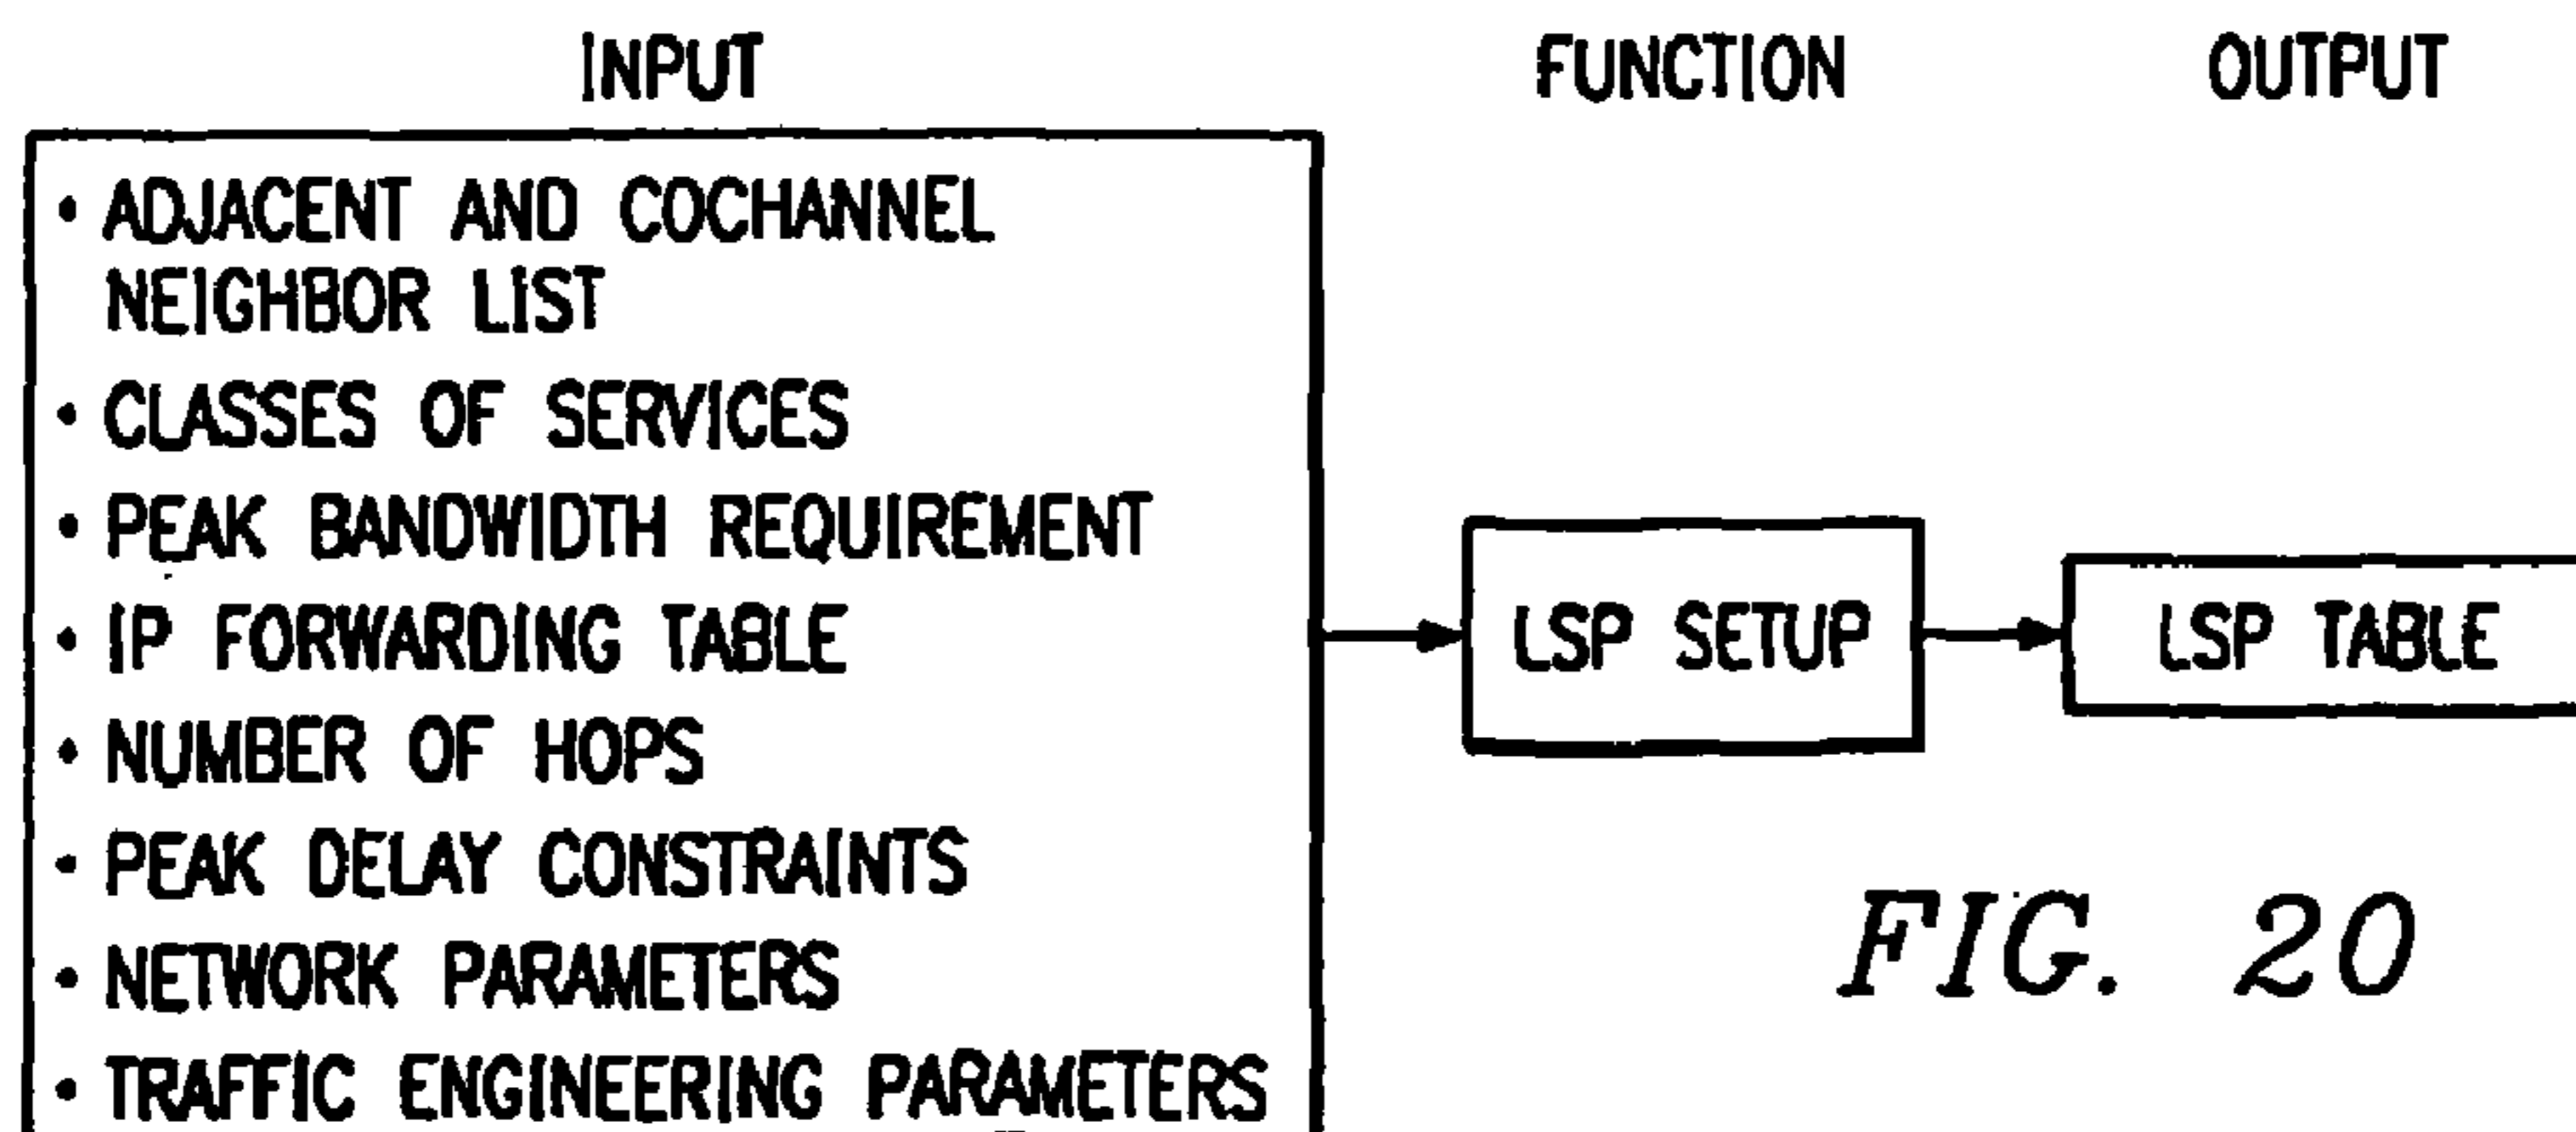 INPUT
FUNCTION
OUTPUT
• ADJACENT AND COCHANNEL
NEIGHBOR LIST
• CLASSES OF SERVICES
• PEAK BANDWIDTH REQUIREMENT
• IP FORWARDING TABLE
• NUMBER OF HOPS
• PEAK DELAY CONSTRAINTS
• NETWORK PARAMETERS
• TRAFFIC ENGINEERING PARAMETERS
LSP SETUP
LSP TABLE
FIG. 20